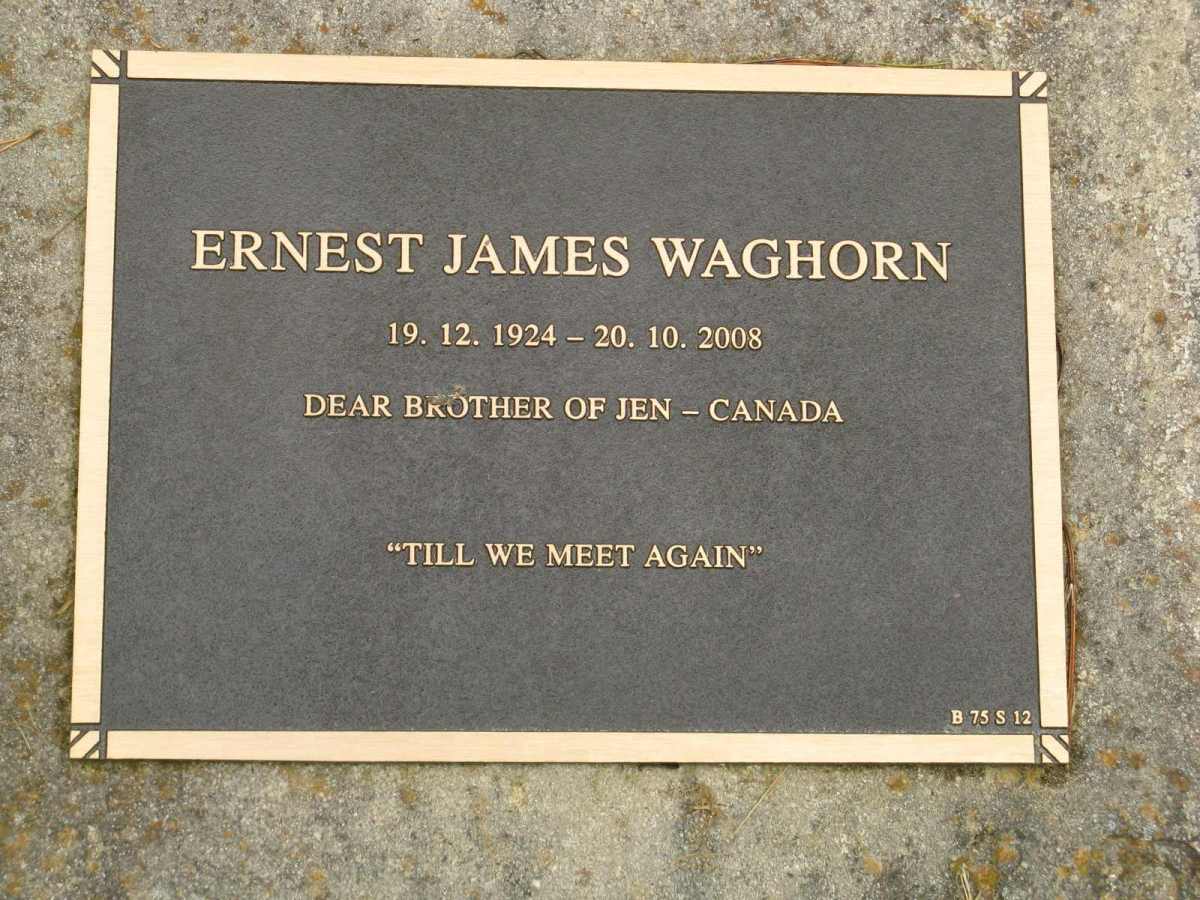 ERNEST JAMES WAGHORN
19. 12. 1924 – 20. 10. 2008
DEAR BROTHER OF JEN – CANADA
“TILL WE MEET AGAIN”
B 75 S 12